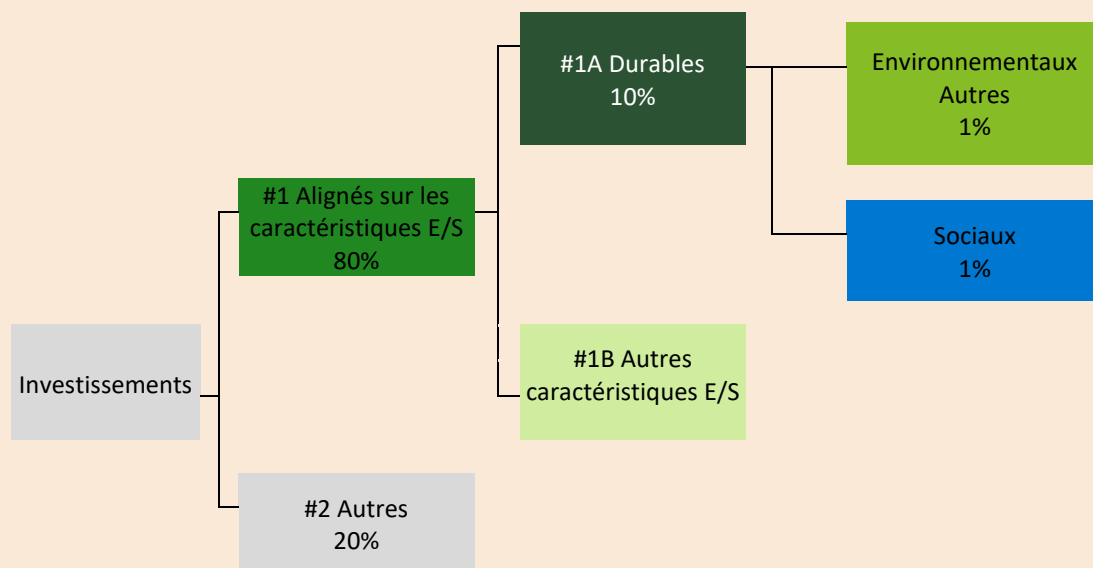 #1A Durables
10%
Environnementaux
Autres
1%
#1 Alignés sur les
caractéristiques E/S
80%
Sociaux
1%
Investissements
#1B Autres
caractéristiques E/S
#2 Autres
20%